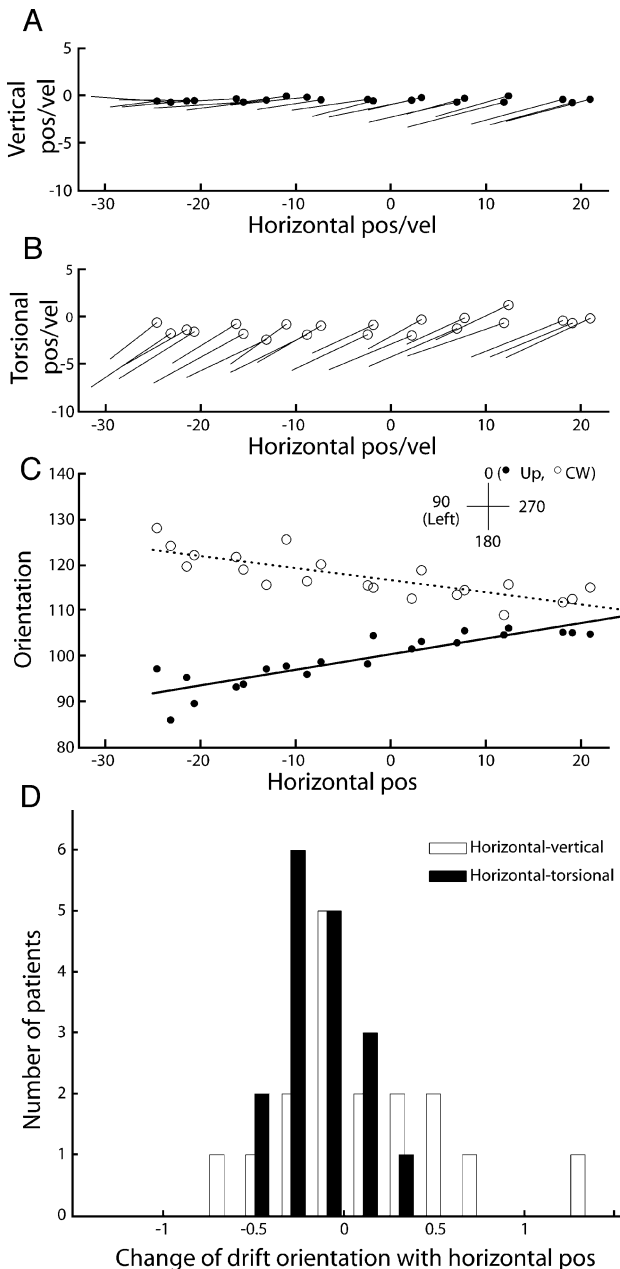 A
5
0
-5
-10
Vertical
pos/vel
-30 -20 -10 0 10 20
Horizontal pos/vel
B
5
0
-5
-10
Torsional
pos/vel
-30 -20 -10 0 10 20
Horizontal pos/vel
C
140
130
120
110
100
90
80
Orientation
0 (● Up, ○ CW)
90
(Left)
270
180
-30 -20 -10 0 10 20
Horizontal pos
D
Horizontal-vertical
Horizontal-torsional
6
5
3
2
1
0
Number of patients
-1 -0.5 0 0.5 1
Change of drift orientation with horizontal pos